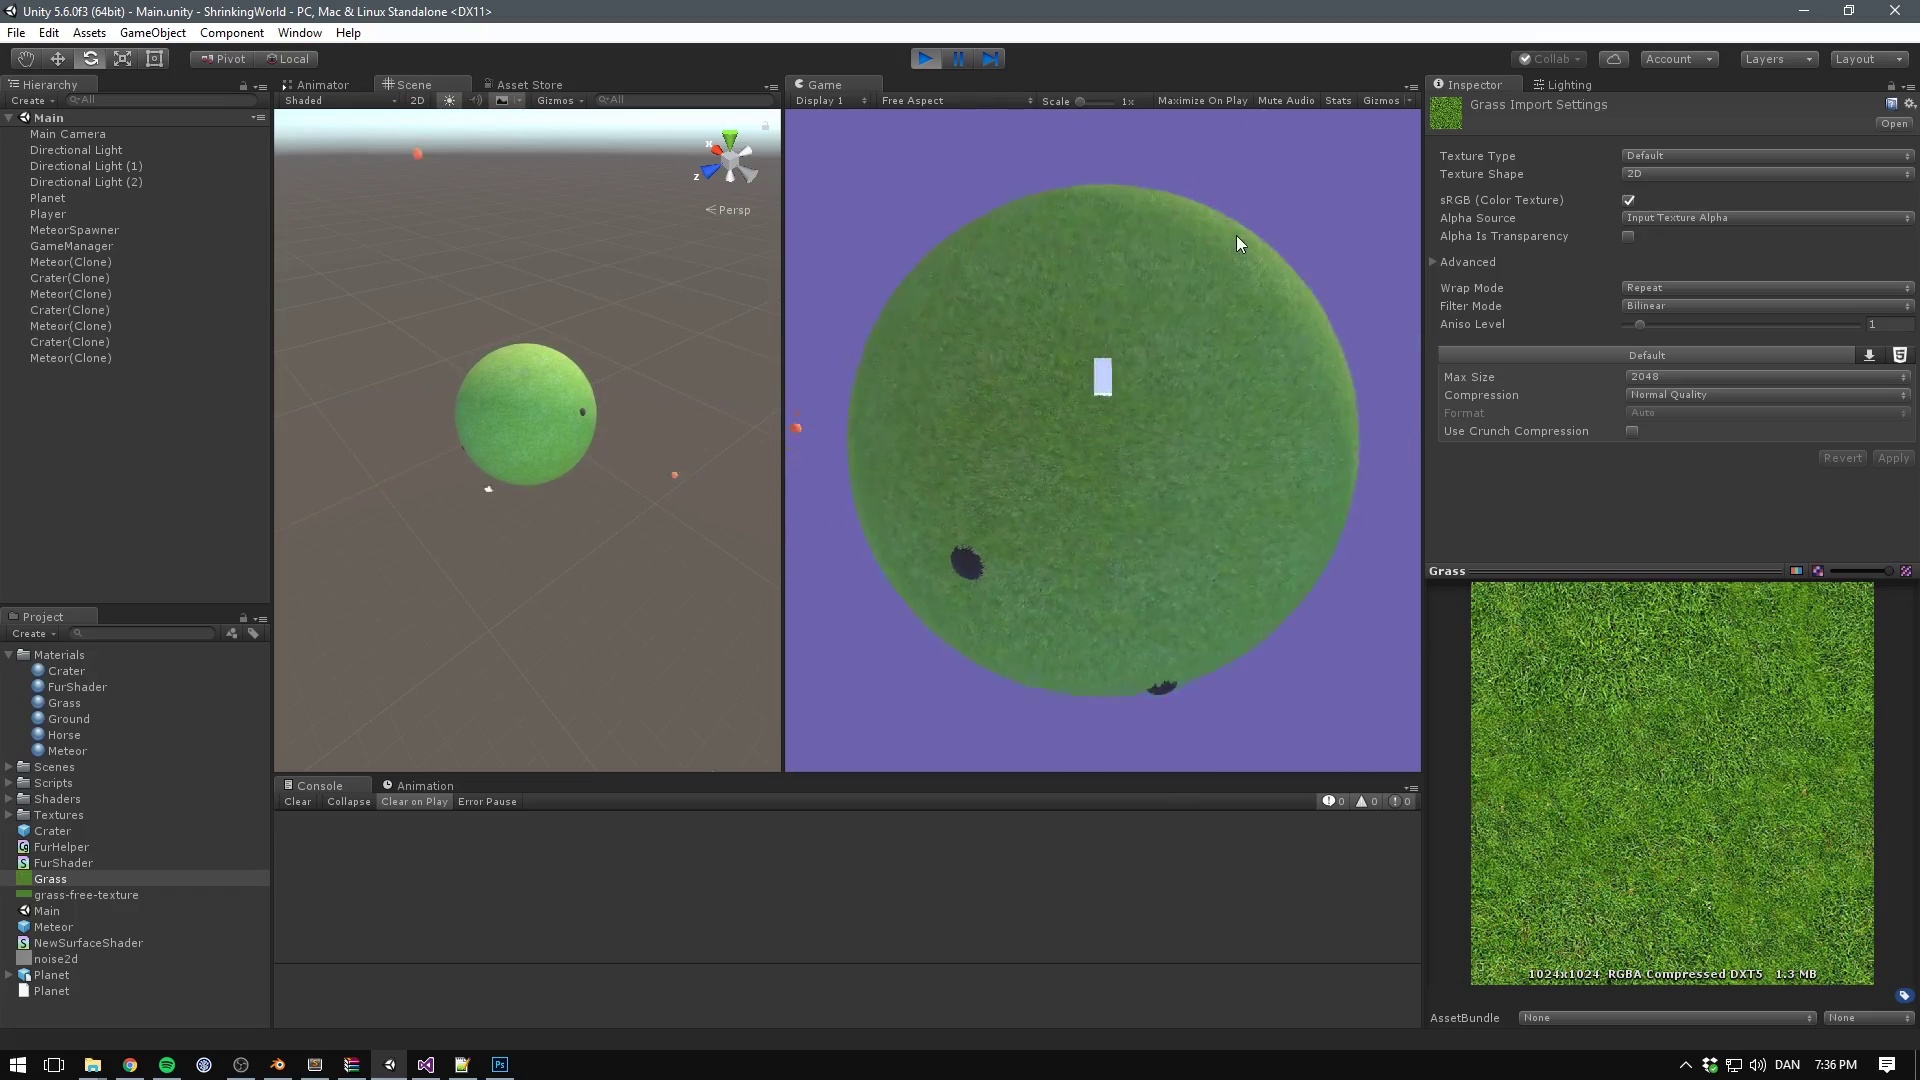 Unity 5.6.0f3 (64bit) - Main.unity - ShrinkingWorld - PC, Mac & Linux Standalone <DX11>
File Edit Assets GameObject Component Window Help
Pivot Local Collab Account Layers Layout
Hierarchy
Create All
Main
Main Camera
Directional Light
Directional Light (1)
Directional Light (2)
Planet
Player
MeteorSpawner
GameManager
Meteor(Clone)
Crater(Clone)
Meteor(Clone)
Crater(Clone)
Meteor(Clone)
Crater(Clone)
Meteor(Clone)
Project
Create
Materials
Crater
FurShader
Grass
Ground
Horse
Meteor
Scenes
Scripts
Shaders
Textures
Crater
FurHelper
FurShader
Grass
grass-free-texture
Main
Meteor
NewSurfaceShader
noise2d
Planet
Planet
Animator Scene Asset Store
Shaded 2D Gizmos All
x
z
Persp
Game
Display 1 Free Aspect Scale 1x Maximize On Play Mute Audio Stats Gizmos
Console Animation
Clear Collapse Clear on Play Error Pause 0 0 0
Inspector Lighting
Grass Import Settings
Open
Texture Type Default
Texture Shape 2D
sRGB (Color Texture)
Alpha Source Input Texture Alpha
Alpha Is Transparency
Advanced
Wrap Mode Repeat
Filter Mode Bilinear
Aniso Level 1
Default
Max Size 2048
Compression Normal Quality
Format Auto
Use Crunch Compression
Revert Apply
Grass
1024x1024 RGBA Compressed DXT5 1.3 MB
AssetBundle None None
Ps
DAN 7:36 PM